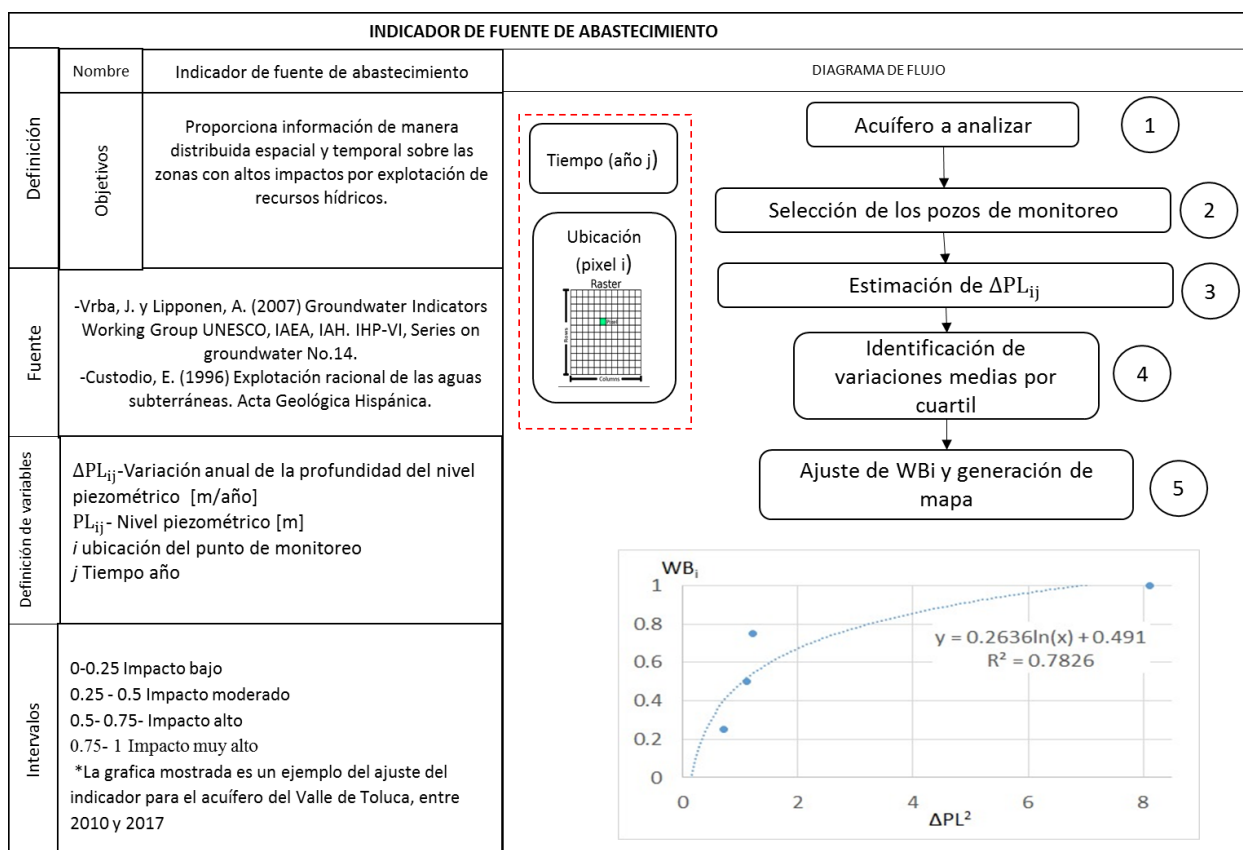 INDICADOR DE FUENTE DE ABASTECIMIENTO
Definición
Nombre
Indicador de fuente de abastecimiento
Objetivos
Proporciona información de manera
distribuida espacial y temporal sobre las
zonas con altos impactos por explotación de
recursos hídricos.
Fuente
-Vrba, J. y Lipponen, A. (2007) Groundwater Indicators
Working Group UNESCO, IAEA, IAH. IHP-VI, Series on
groundwater No.14.
-Custodio, E. (1996) Explotación racional de las aguas
subterráneas. Acta Geológica Hispánica.
Definición de variables
ΔPLij-Variación anual de la profundidad del nivel
piezométrico [m/año]
PLij- Nivel piezométrico [m]
i ubicación del punto de monitoreo
j Tiempo año
Intervalos
0-0.25 Impacto bajo
0.25 - 0.5 Impacto moderado
0.5- 0.75- Impacto alto
0.75- 1 Impacto muy alto
*La grafica mostrada es un ejemplo del ajuste del
indicador para el acuífero del Valle de Toluca, entre
2010 y 2017
DIAGRAMA DE FLUJO
Tiempo (año j)
Ubicación
(pixel i)
Raster
Pixel
Rows
Columns
Acuífero a analizar
1
Selección de los pozos de monitoreo
2
Estimación de ΔPLij
3
Identificación de
variaciones medias por
cuartil
4
Ajuste de WBi y generación de
mapa
5
WBi
1
0.8
0.6
0.4
0.2
0
y = 0.2636ln(x) + 0.491
R² = 0.7826
0 2 4 6 8
ΔPL²